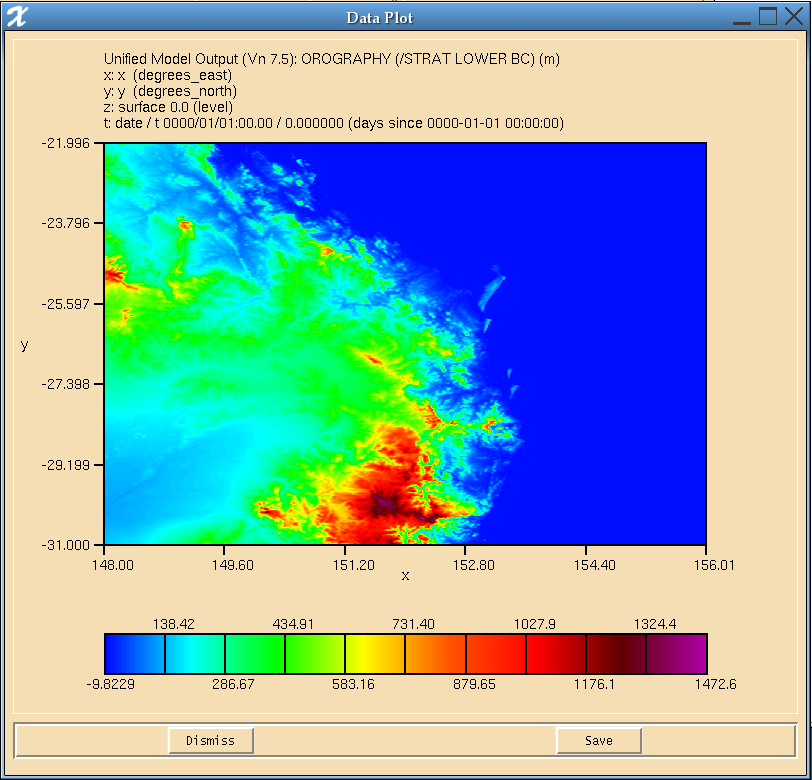 Data Plot
Unified Model Output (Vn 7.5): OROGRAPHY (/STRAT LOWER BC) (m)
x: x (degrees_east)
y: y (degrees_north)
z: surface 0.0 (level)
t: date / t 0000/01/01:00.00 / 0.000000 (days since 0000-01-01 00:00:00)
-21.996
-23.796
-25.597
y
-27.398
-29.199
-31.000
148.00 149.60 151.20 152.80 154.40 156.01
x
138.42 434.91 731.40 1027.9 1324.4
-9.8229 286.67 583.16 879.65 1176.1 1472.6
Dismiss Save